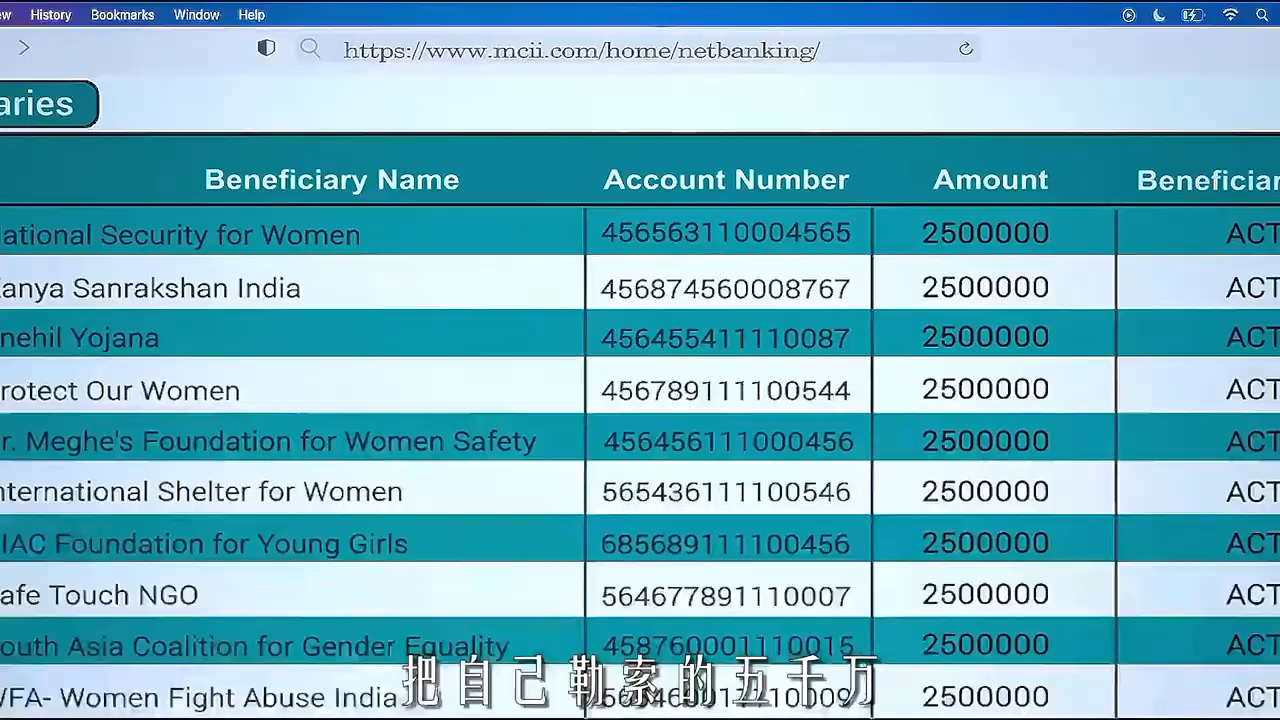 History Bookmarks Window Help
https://www.mcii.com/home/netbanking/
aries
Beneficiary Name Account Number Amount Beneficiar
ational Security for Women 456563110004565 2500000 ACT
anya Sanrakshan India 456874560008767 2500000 ACT
nehil Yojana 456455411110087 2500000 ACT
rotect Our Women 456789111100544 2500000 ACT
r. Meghe's Foundation for Women Safety 456456111000456 2500000 ACT
nternational Shelter for Women 565436111100546 2500000 ACT
IAC Foundation for Young Girls 685689111100456 2500000 ACT
afe Touch NGO 564677891110007 2500000 ACT
outh Asia Coalition for Gender Equality 458760001110015 2500000 ACT
WFA- Women Fight Abuse India 2500000 ACT
把自己勒索的五千万